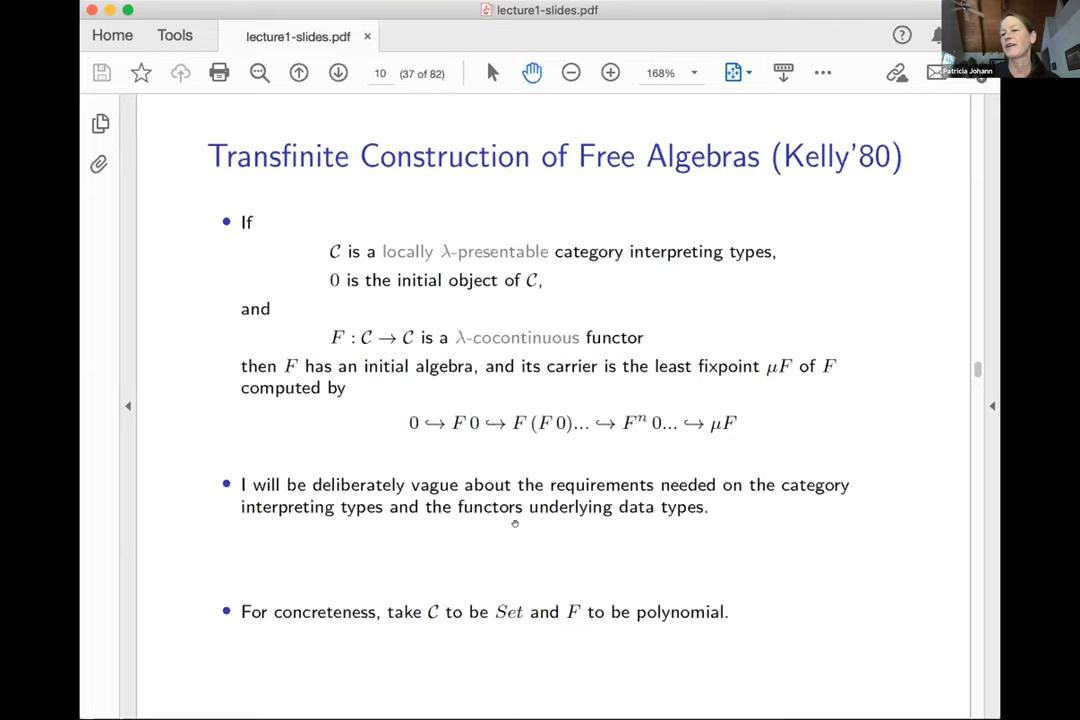 lecture1-slides.pdf
Home Tools lecture1-slides.pdf ×
10 (37 of 82) 168%
Patricia Johann
Transfinite Construction of Free Algebras (Kelly'80)
• If
𝒞 is a locally λ-presentable category interpreting types,
0 is the initial object of 𝒞,
and
F : 𝒞 → 𝒞 is a λ-cocontinuous functor
then F has an initial algebra, and its carrier is the least fixpoint μF of F
computed by
0 ↪ F 0 ↪ F (F 0)... ↪ Fⁿ 0... ↪ μF
• I will be deliberately vague about the requirements needed on the category
interpreting types and the functors underlying data types.
• For concreteness, take 𝒞 to be Set and F to be polynomial.